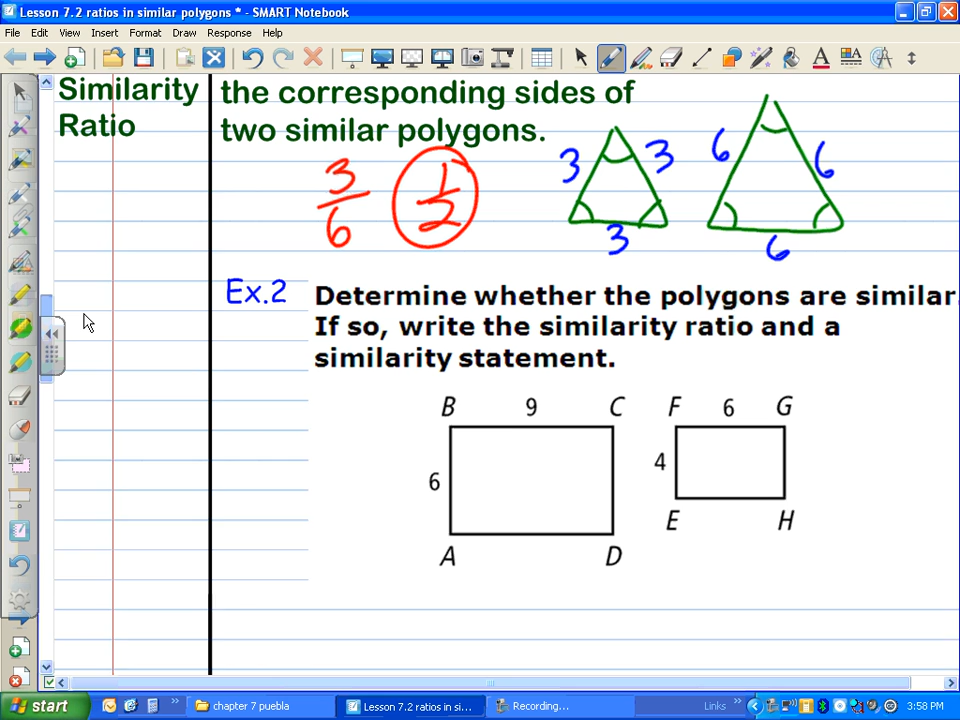 Lesson 7.2 ratios in similar polygons * - SMART Notebook
File Edit View Insert Format Draw Response Help
Similarity
Ratio
the corresponding sides of
two similar polygons.
3
6
1
2
3
3
3
6
6
6
Ex.2
Determine whether the polygons are similar.
If so, write the similarity ratio and a
similarity statement.
B 9 C F 6 G
6 4
E H
A D
start chapter 7 puebla Lesson 7.2 ratios in si... Recording... Links 3:58 PM